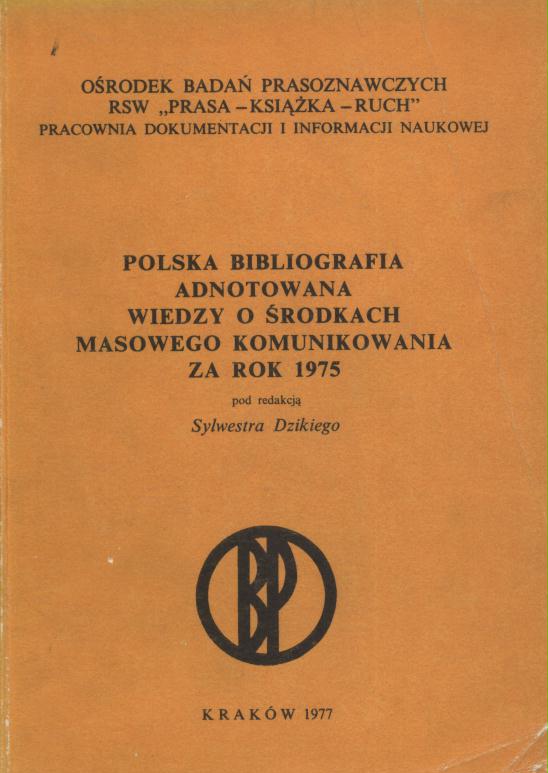 OŚRODEK BADAŃ PRASOZNAWCZYCH
RSW „PRASA – KSIĄŻKA – RUCH”
PRACOWNIA DOKUMENTACJI I INFORMACJI NAUKOWEJ
POLSKA BIBLIOGRAFIA
ADNOTOWANA
WIEDZY O ŚRODKACH
MASOWEGO KOMUNIKOWANIA
ZA ROK 1975
pod redakcją
Sylwestra Dzikiego
OBP
KRAKÓW 1977